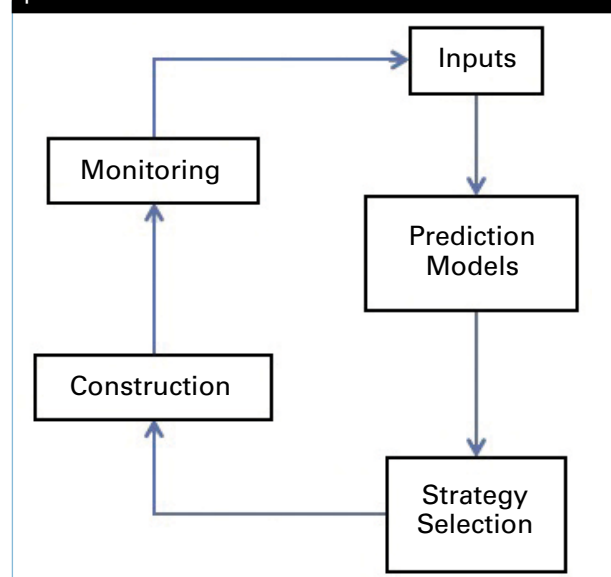 Inputs
Monitoring
Prediction
Models
Construction
Strategy
Selection